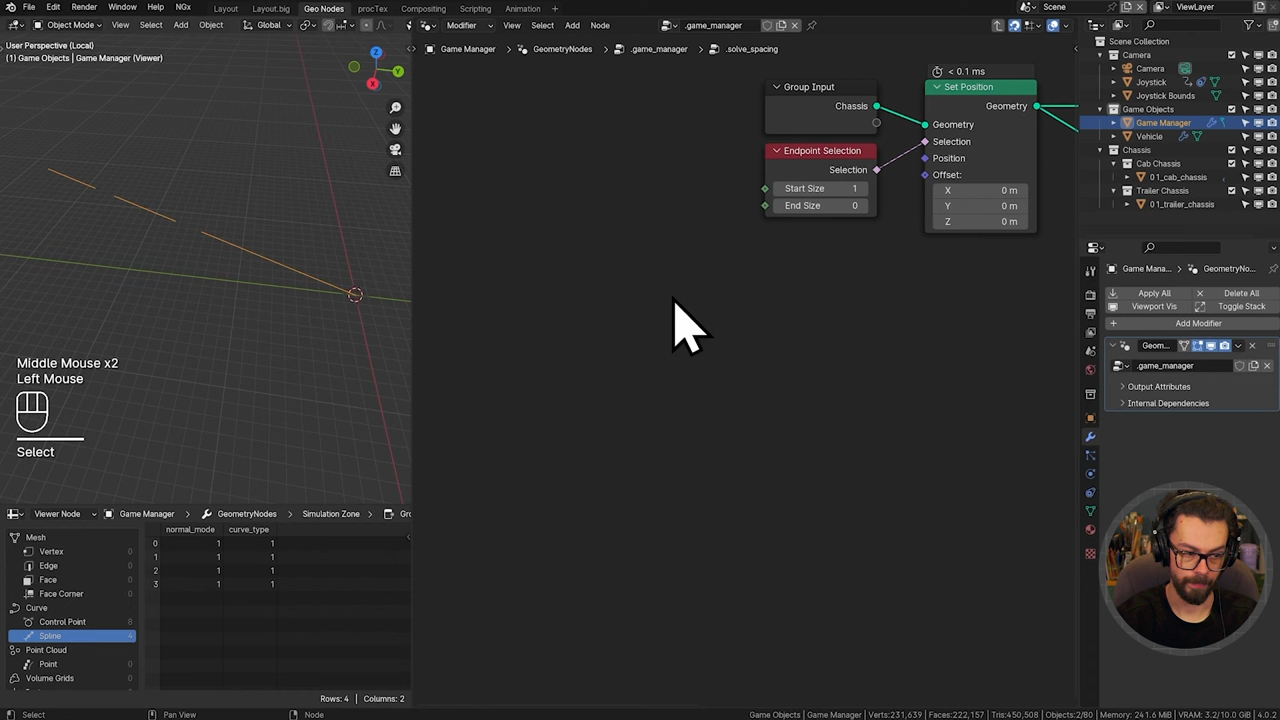 File Edit Render Window Help NGx Layout Layout.bg Geo Nodes procTex Compositing Scripting Animation Scene ViewLayer
Object Mode View Select Add Object Global Modifier View Select Add Node .game_manager
User Perspective (Local)
(1) Game Objects | Game Manager (Viewer)
Z
Y
X
Game Manager > GeometryNodes > .game_manager > .solve_spacing
< 0.1 ms
Group Input
Chassis
Endpoint Selection
Selection
Start Size 1
End Size 0
Set Position
Geometry
Geometry
Selection
Position
Offset:
X 0 m
Y 0 m
Z 0 m
Scene Collection
Camera
Camera
Joystick
Joystick Bounds
Game Objects
Game Manager
Vehicle
Chassis
Cab Chassis
01_cab_chassis
Trailer Chassis
01_trailer_chassis
Game Mana... > GeometryNo...
Apply All Delete All
Viewport Vis Toggle Stack
Add Modifier
Geom...
.game_manager
Output Attributes
Internal Dependencies
Middle Mouse x2
Left Mouse
Select
Viewer Node Game Manager > GeometryNodes > Simulation Zone > Gro
Mesh
Vertex 0
Edge 0
Face 0
Face Corner 0
Curve
Control Point 8
Spline 4
Point Cloud
Point 0
Volume Grids 0
normal_mode curve_type
0 1 1
1 1 1
2 1 1
3 1 1
Rows: 4 | Columns: 2
Select Pan View Node Game Objects | Game Manager | Verts:231,639 | Faces:222,157 | Tris:450,508 | Objects:2/80 | Memory: 241.6 MiB | VRAM: 3.2/10.0 GiB | 4.0.2